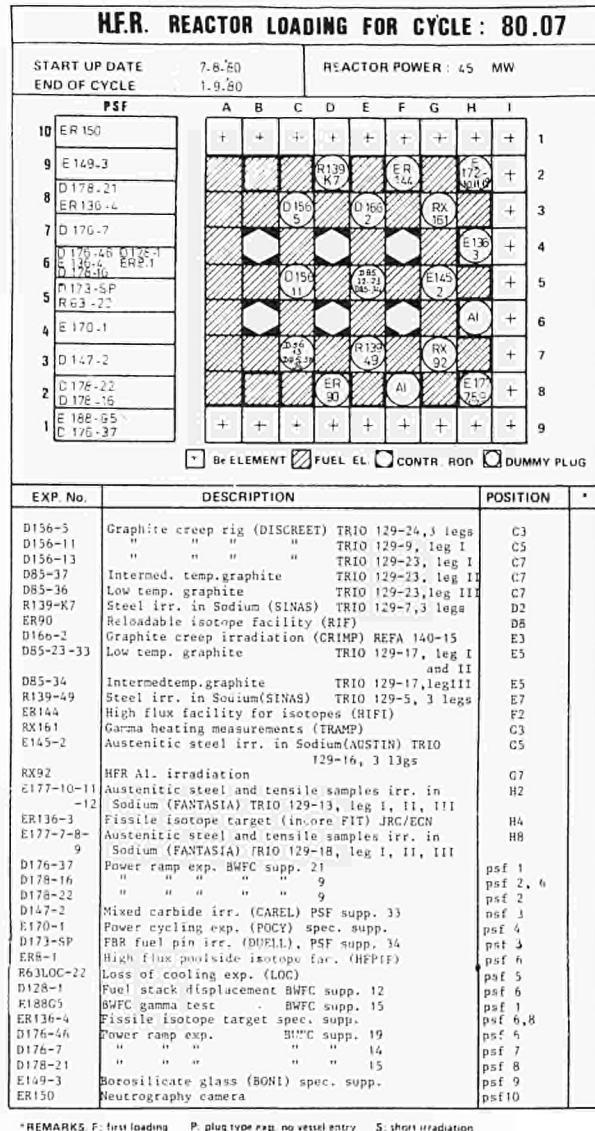 H.F.R. REACTOR LOADING FOR CYCLE : 80.07
START UP DATE 7-8-'80
END OF CYCLE 1-9-80
REACTOR POWER : 45 MW
PSF
A B C D E F G H I
10 ER 150
9 E 149-3
8 D 178-21
ER 136-4
7 D 176-7
6 D 176-46 D 128-1
E 136-4 ER8-1
D 178-16
5 D 173-SP
R 63-22
4 E 170-1
3 D 147-2
2 D 178-22
D 178-16
1 E 188-G5
D 176-37
+ + + + + + + + + 1
R139 K7 ER 144 E 172- + 2
D 156 5 D 166 2 RX 161 + 3
E 136 3 + 4
D 156 11 D85 E 145 2 + 5
Al + 6
R 139 49 RX 92 + 7
ER 90 Al E 17 + 8
+ + + + + + + + + 9
+ Be ELEMENT FUEL EL. CONTR. ROD DUMMY PLUG
EXP. No. DESCRIPTION POSITION *
D156-5 Graphite creep rig (DISCREET) TRIO 129-24,3 legs C3
D156-11 " " " " TRIO 129-9, leg I C5
D156-13 " " " " TRIO 129-23, leg I C7
D85-37 Intermed. temp.graphite TRIO 129-23, leg II C7
D85-36 Low temp. graphite TRIO 129-23,leg III C7
R139-K7 Steel irr. in Sodium (SINAS) TRIO 129-7,3 legs D2
ER90 Reloadable isotope facility (RIF) D8
D166-2 Graphite creep irradiation (CRIMP) REFA 140-15 E3
D85-23-33 Low temp. graphite TRIO 129-17, leg I E5
and II
D85-34 Intermedtemp.graphite TRIO 129-17,legIII E5
R139-49 Steel irr. in Sodium(SINAS) TRIO 129-5, 3 legs E7
ER144 High flux facility for isotopes (HIFI) F2
RX161 Gamma heating measurements (TRAMP) G3
E145-2 Austenitic steel irr. in Sodium(AUSTIN) TRIO G5
129-16, 3 legs
RX92 HFR Al. irradiation G7
E177-10-11 Austenitic steel and tensile samples irr. in H2
-12 Sodium (FANTASIA) TRIO 129-13, leg I, II, III
ER136-3 Fissile isotope target (incore FIT) JRC/ECN H4
E177-7-8- Austenitic steel and tensile samples irr. in H8
9 Sodium (FANTASIA) TRIO 129-18, leg I, II, III
D176-37 Power ramp exp. BWFC supp. 21 psf 1
D178-16 " " " " " 9 psf 2, 6
D178-22 " " " " " 9 psf 2
D147-2 Mixed carbide irr. (CAREL) PSF supp. 33 psf 3
E170-1 Power cycling exp. (POCY) spec. supp. psf 4
D173-SP FBR fuel pin irr. (DUELL), PSF supp. 34 psf
ER8-1 High flux poolside isotope fac. (HFPIF) psf 6
R63LOC-22 Loss of cooling exp. (LOC) psf 5
D128-1 Fuel stack displacement BWFC supp. 12 psf 6
E188G5 BWFC gamma test - BWFC supp. 15 psf 1
ER136-4 Fissile isotope target spec. supp. psf 6,8
D176-46 Power ramp exp. BWFC supp. 19 psf 6
D176-7 " " " " " 14 psf 7
D178-21 " " " " " 15 psf 8
E149-3 Borosilicate glass (BONI) spec. supp. psf 9
ER150 Neutrography camera psf10
*REMARKS F: first loading P: plug type exp. no vessel entry S: short irradiation